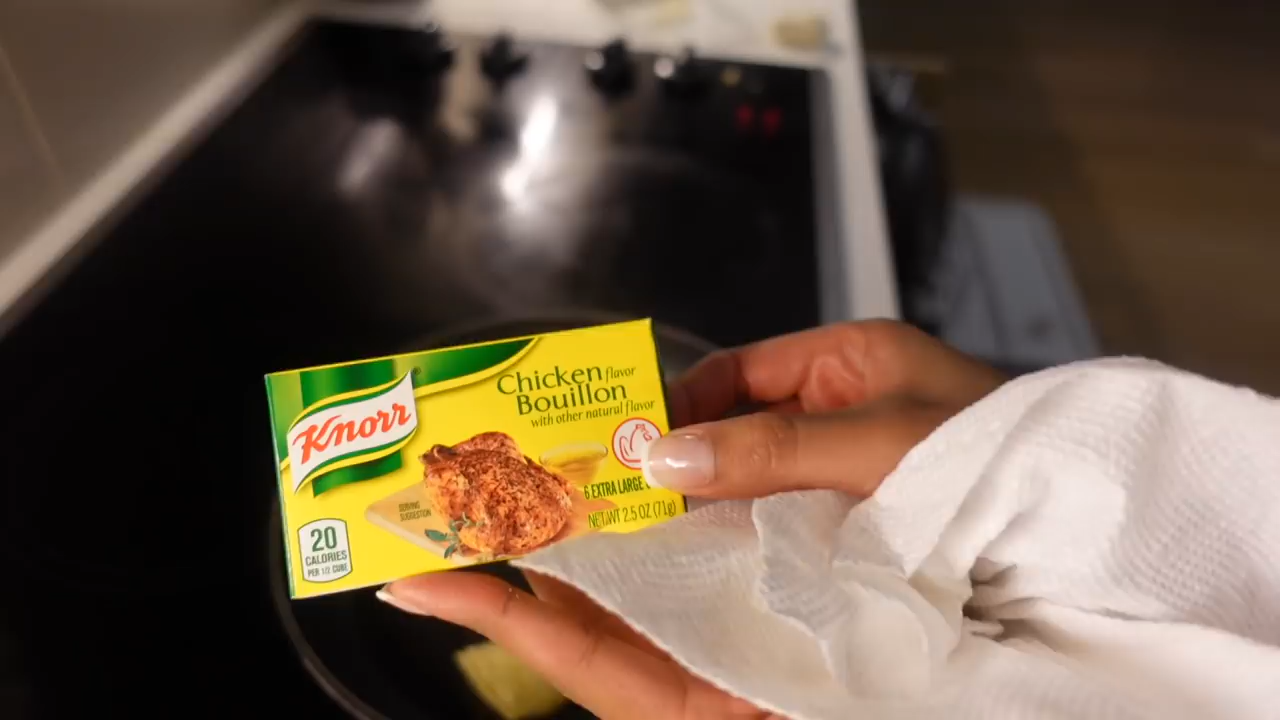 Knorr
Chicken flavor
Bouillon
with other natural flavor
6 EXTRA LARGE
NET WT 2.5 OZ (71g)
SERVING
SUGGESTION
20
CALORIES
PER 1/2 CUBE